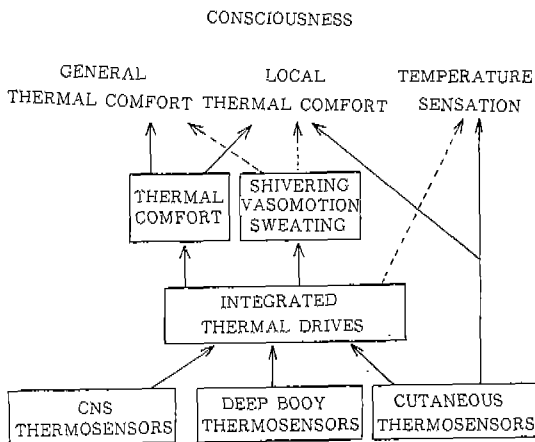 CONSCIOUSNESS
GENERAL
THERMAL COMFORT
LOCAL
THERMAL COMFORT
TEMPERATURE
SENSATION
THERMAL
COMFORT
SHIVERING
VASOMOTION
SWEATING
INTEGRATED
THERMAL DRIVES
CNS
THERMOSENSORS
DEEP BOOY
THERMOSENSORS
CUTANEOUS
THERMOSENSORS